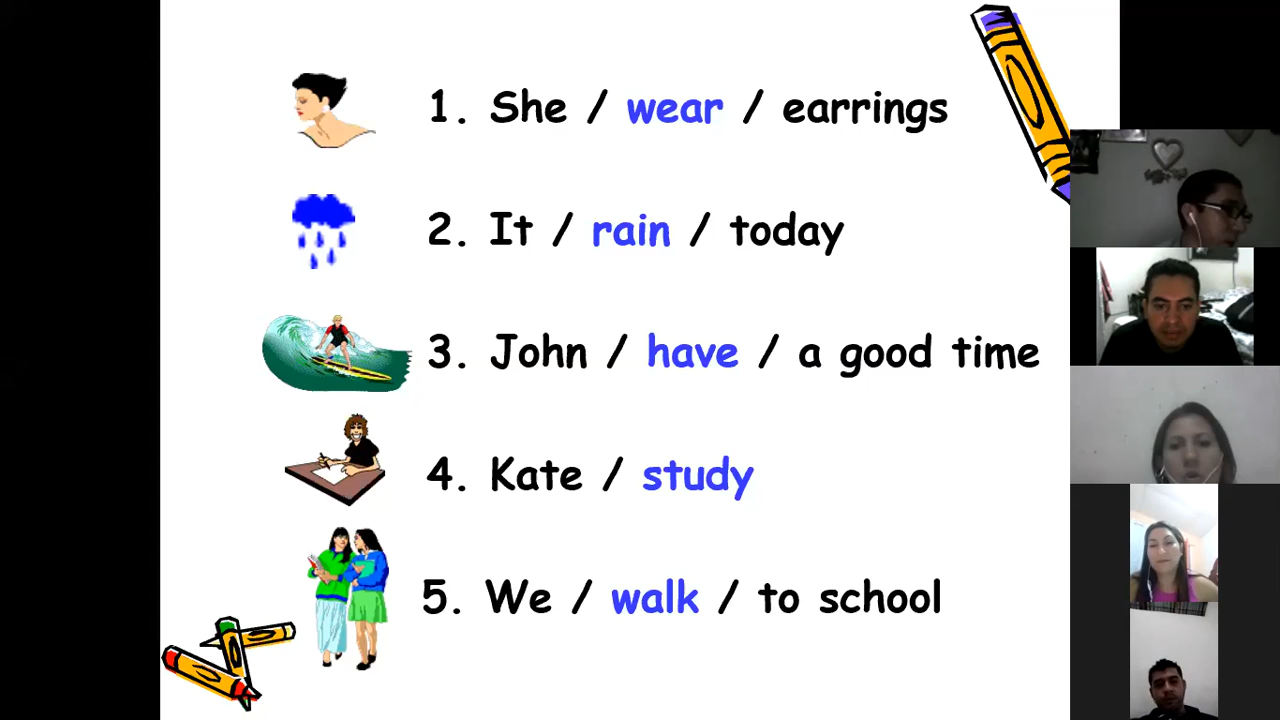 1. She / wear / earrings
2. It / rain / today
3. John / have / a good time
4. Kate / study
5. We / walk / to school